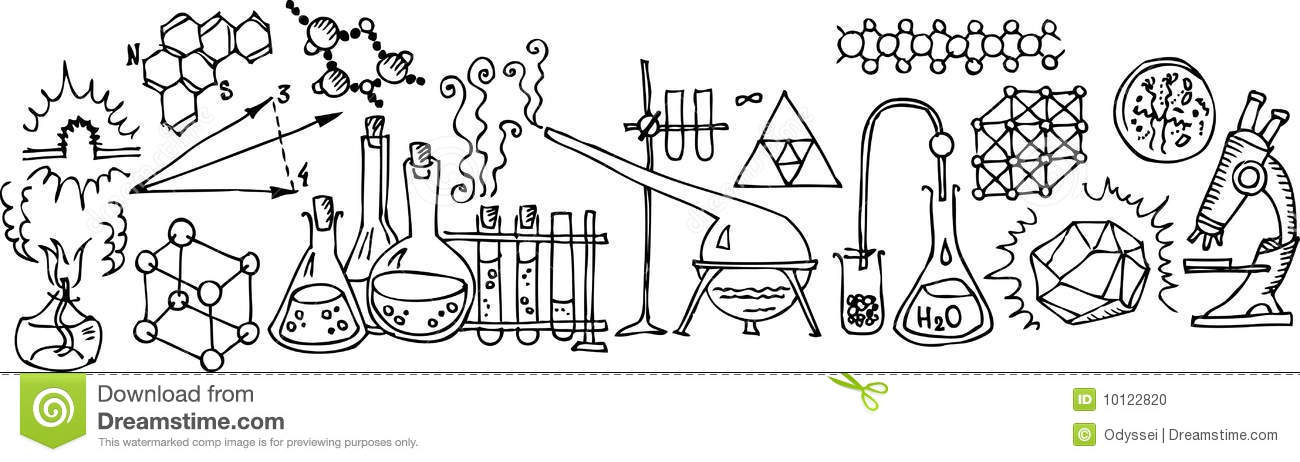 N
S
3
4
H2O
Download from
Dreamstime.com
This watermarked comp image is for previewing purposes only.
ID 10122820
© Odyssei | Dreamstime.com